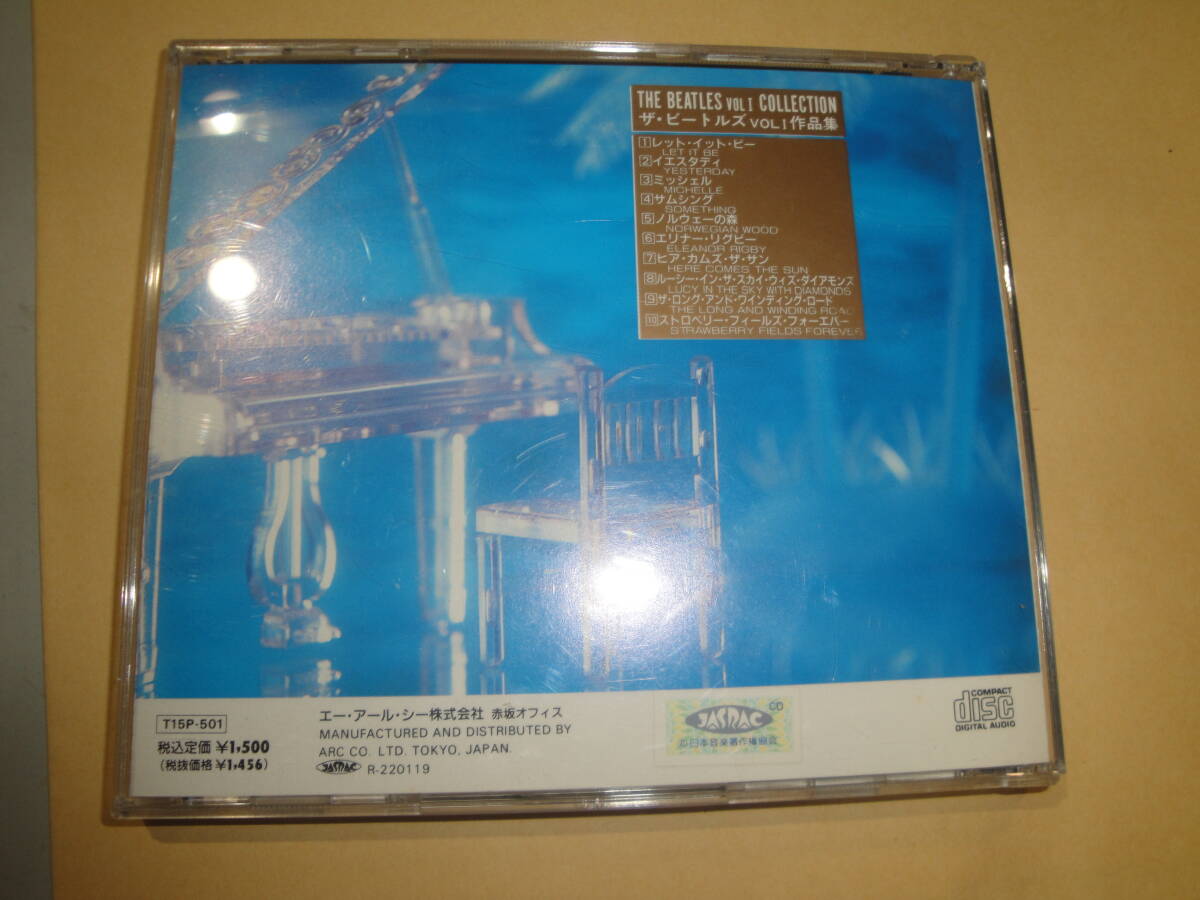 THE BEATLES VOL I COLLECTION
ザ・ビートルズ VOL I 作品集
1 レット・イット・ビー
LET IT BE
2 イエスタデイ
YESTERDAY
3 ミッシェル
MICHELLE
4 サムシング
SOMETHING
5 ノルウェーの森
NORWEGIAN WOOD
6 エリナー・リグビー
ELEANOR RIGBY
7 ヒア・カムズ・ザ・サン
HERE COMES THE SUN
8 ルーシー・イン・ザ・スカイ・ウィズ・ダイアモンズ
LUCY IN THE SKY WITH DIAMONDS
9 ザ・ロング・アンド・ワインディング・ロード
THE LONG AND WINDING ROAD
10 ストロベリー・フィールズ・フォーエバー
STRAWBERRY FIELDS FOREVER
T15P-501
税込定価 ¥1,500
(税抜価格 ¥1,456)
エー・アール・シー株式会社 赤坂オフィス
MANUFACTURED AND DISTRIBUTED BY
ARC CO. LTD. TOKYO, JAPAN.
JASRAC R-220119
CD
JASRAC
日本音楽著作権協会
COMPACT
disc
DIGITAL AUDIO